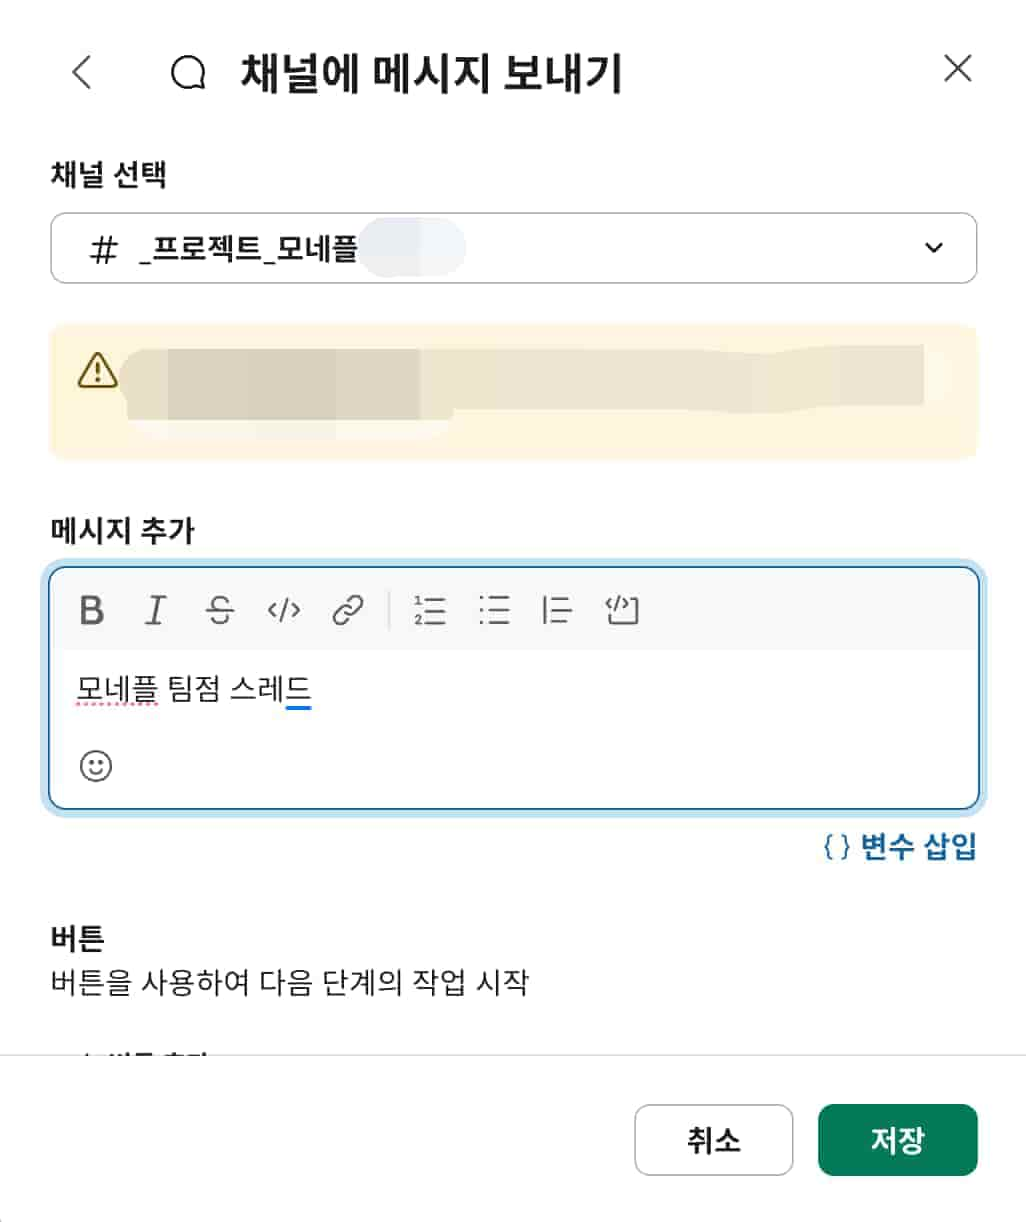 채널에 메시지 보내기
채널 선택
# _프로젝트_모네플
메시지 추가
모네플 팀점 스레드
{} 변수 삽입
버튼
버튼을 사용하여 다음 단계의 작업 시작
취소
저장